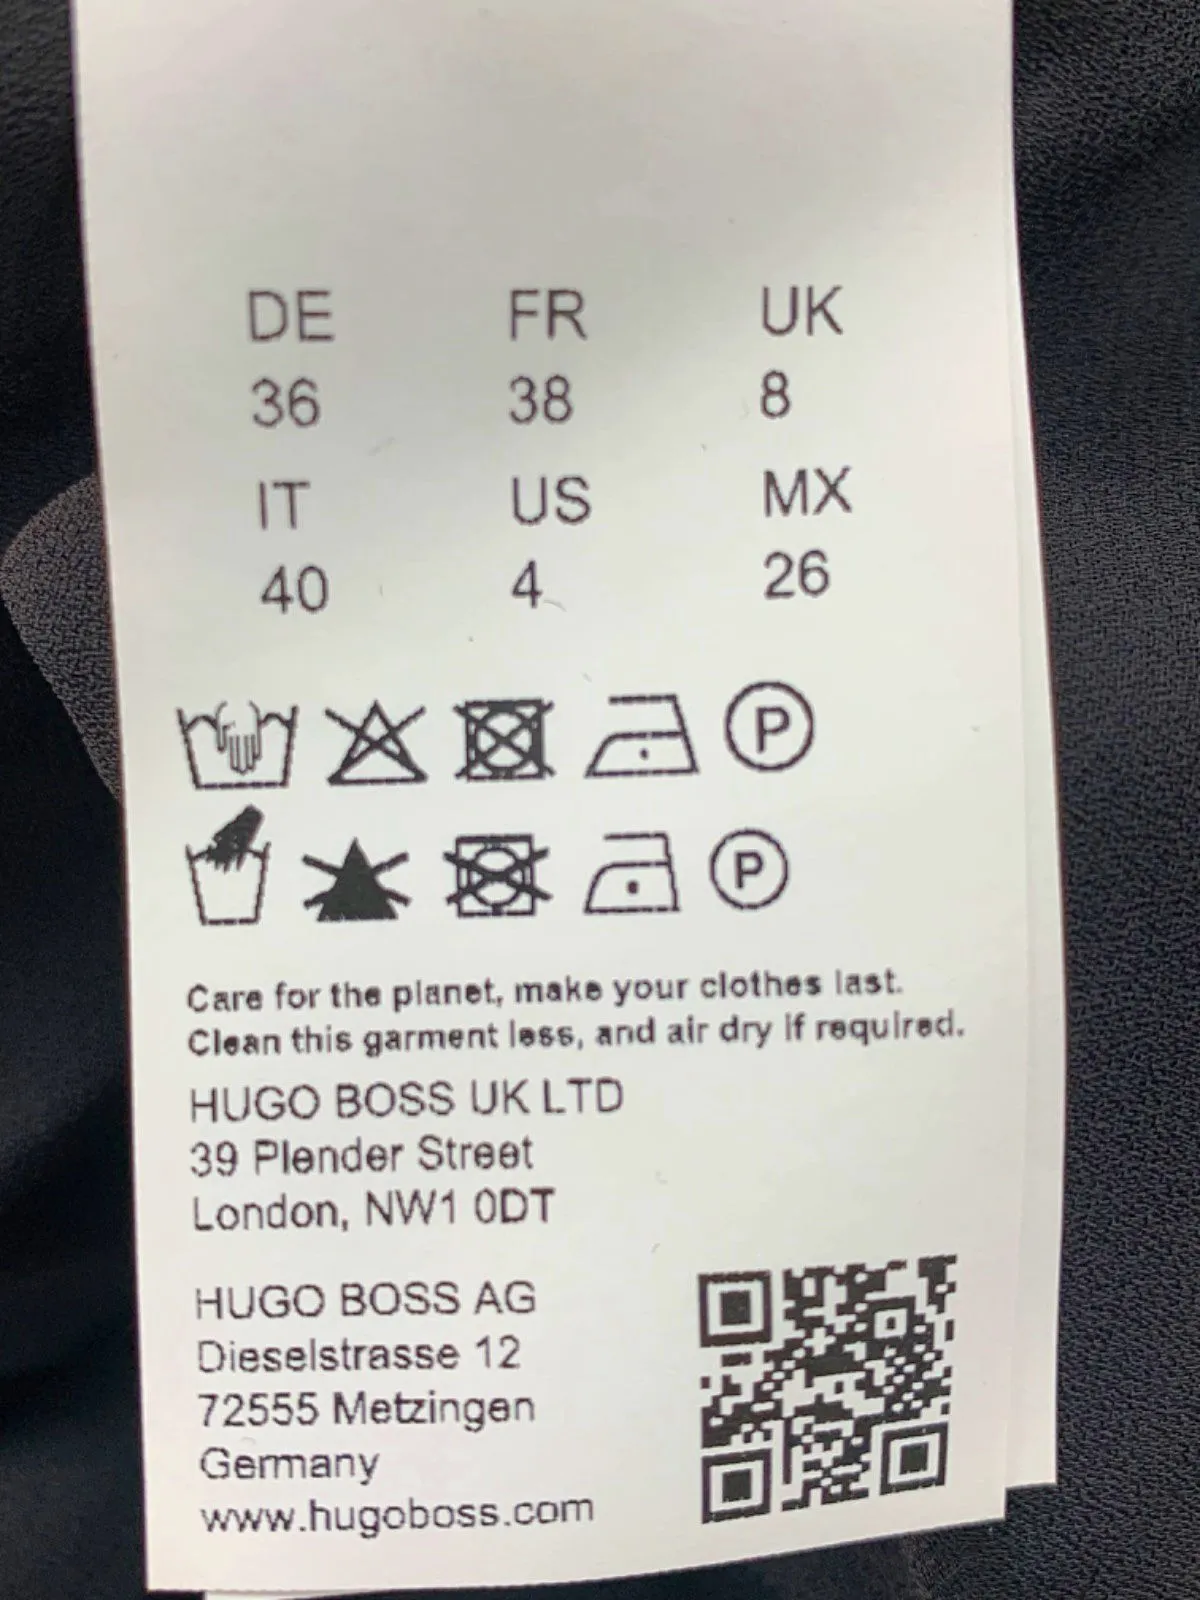 DE FR UK
36 38 8
IT US MX
40 4 26
P
P
Care for the planet, make your clothes last.
Clean this garment less, and air dry if required.
HUGO BOSS UK LTD
39 Plender Street
London, NW1 0DT
HUGO BOSS AG
Dieselstrasse 12
72555 Metzingen
Germany
www.hugoboss.com